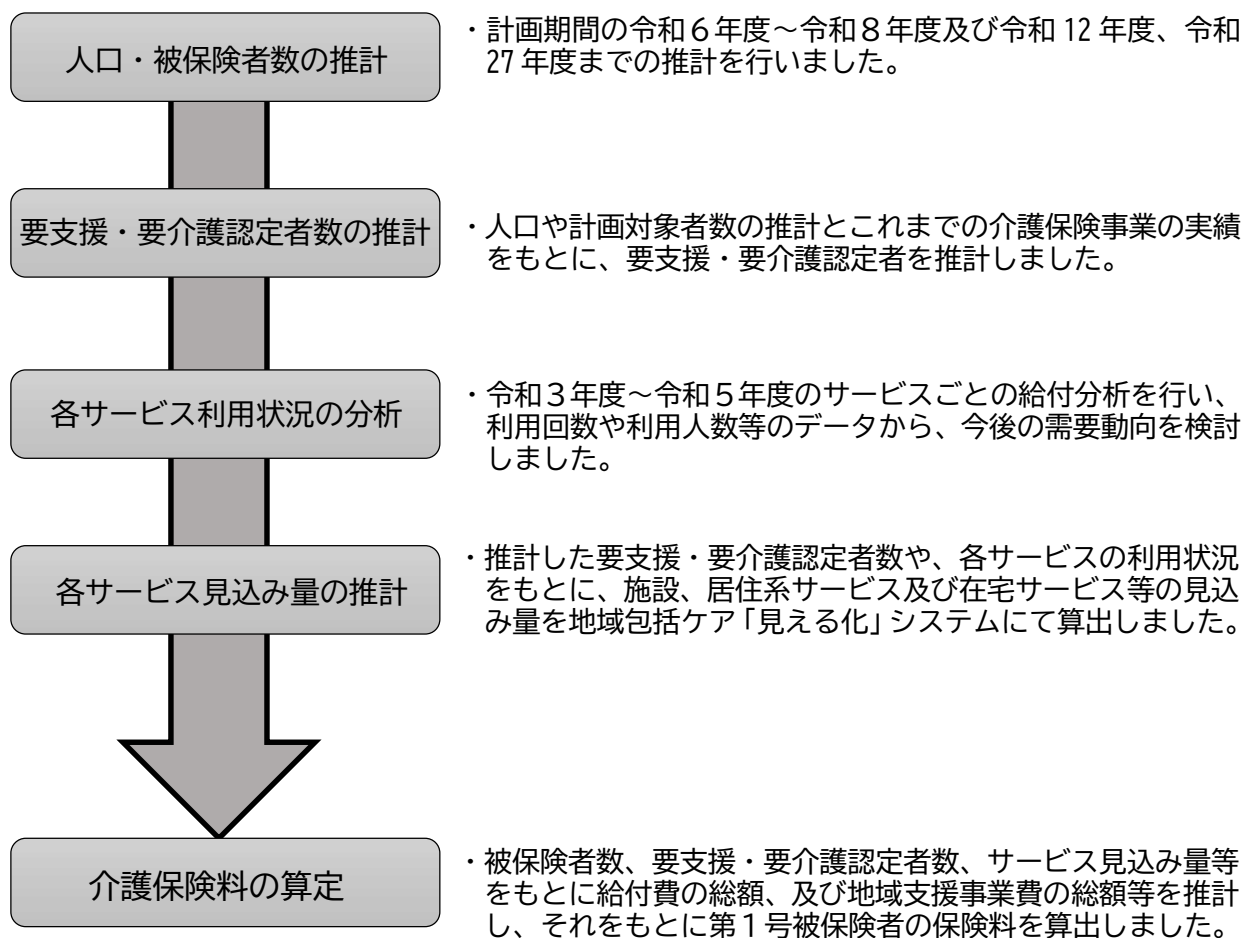 人口・被保険者数の推計
・計画期間の令和６年度～令和８年度及び令和 12 年度、令和
27 年度までの推計を行いました。
要支援・要介護認定者数の推計
・人口や計画対象者数の推計とこれまでの介護保険事業の実績
をもとに、要支援・要介護認定者を推計しました。
各サービス利用状況の分析
・令和３年度～令和５年度のサービスごとの給付分析を行い、
利用回数や利用人数等のデータから、今後の需要動向を検討
しました。
各サービス見込み量の推計
・推計した要支援・要介護認定者数や、各サービスの利用状況
をもとに、施設、居住系サービス及び在宅サービス等の見込
み量を地域包括ケア「見える化」システムにて算出しました。
介護保険料の算定
・被保険者数、要支援・要介護認定者数、サービス見込み量等
をもとに給付費の総額、及び地域支援事業費の総額等を推計
し、それをもとに第１号被保険者の保険料を算出しました。